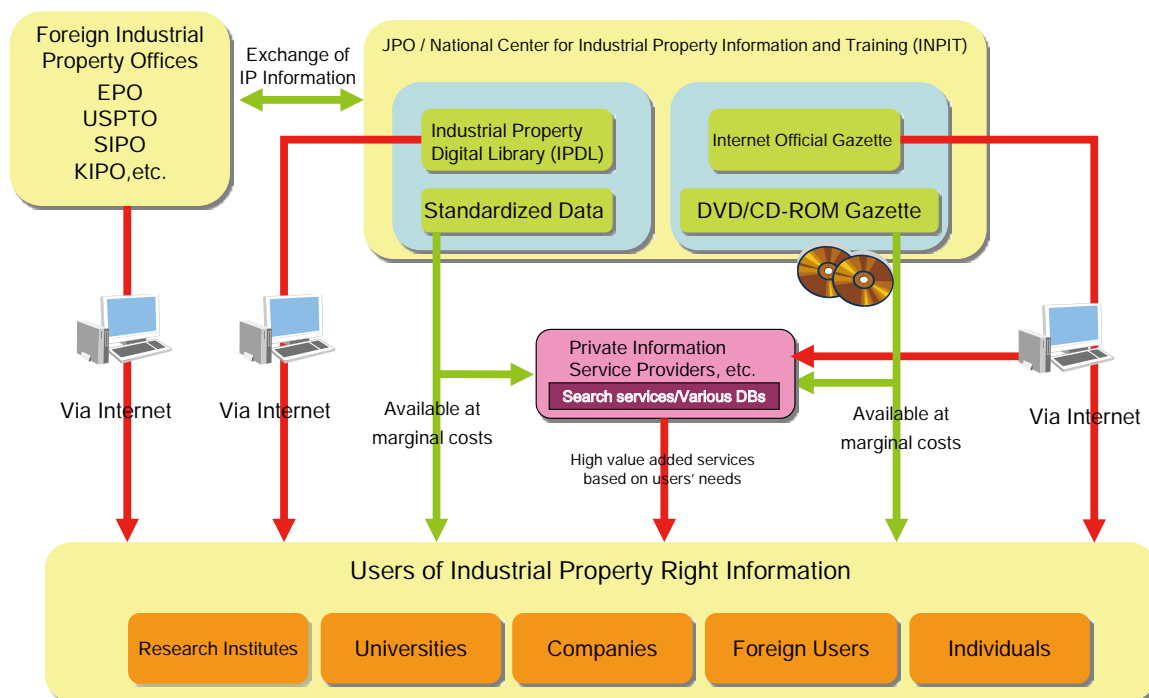 Foreign Industrial
Property Offices
EPO
USPTO
SIPO
KIPO,etc.
Exchange of
IP Information
JPO / National Center for Industrial Property Information and Training (INPIT)
Industrial Property
Digital Library (IPDL)
Standardized Data
Internet Official Gazette
DVD/CD-ROM Gazette
Private Information
Service Providers, etc.
Search services/Various DBs
Via Internet
Via Internet
Available at
marginal costs
High value added services
based on users' needs
Available at
marginal costs
Via Internet
Users of Industrial Property Right Information
Research Institutes
Universities
Companies
Foreign Users
Individuals